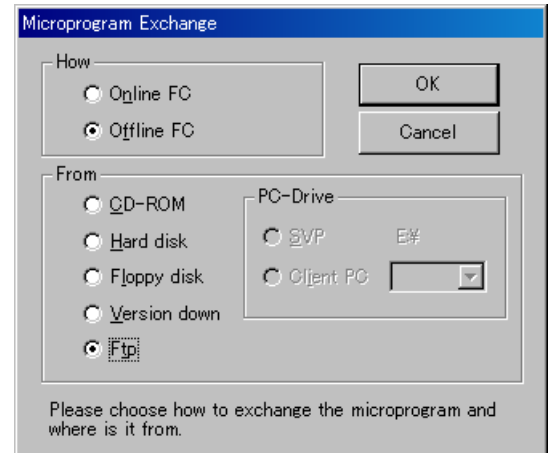 Microprogram Exchange
How
Online FC
Offline FC
OK
Cancel
From
CD-ROM
Hard disk
Floppy disk
Version down
Ftp
PC-Drive
SVP E¥
Client PC
Please choose how to exchange the microprogram and
where is it from.